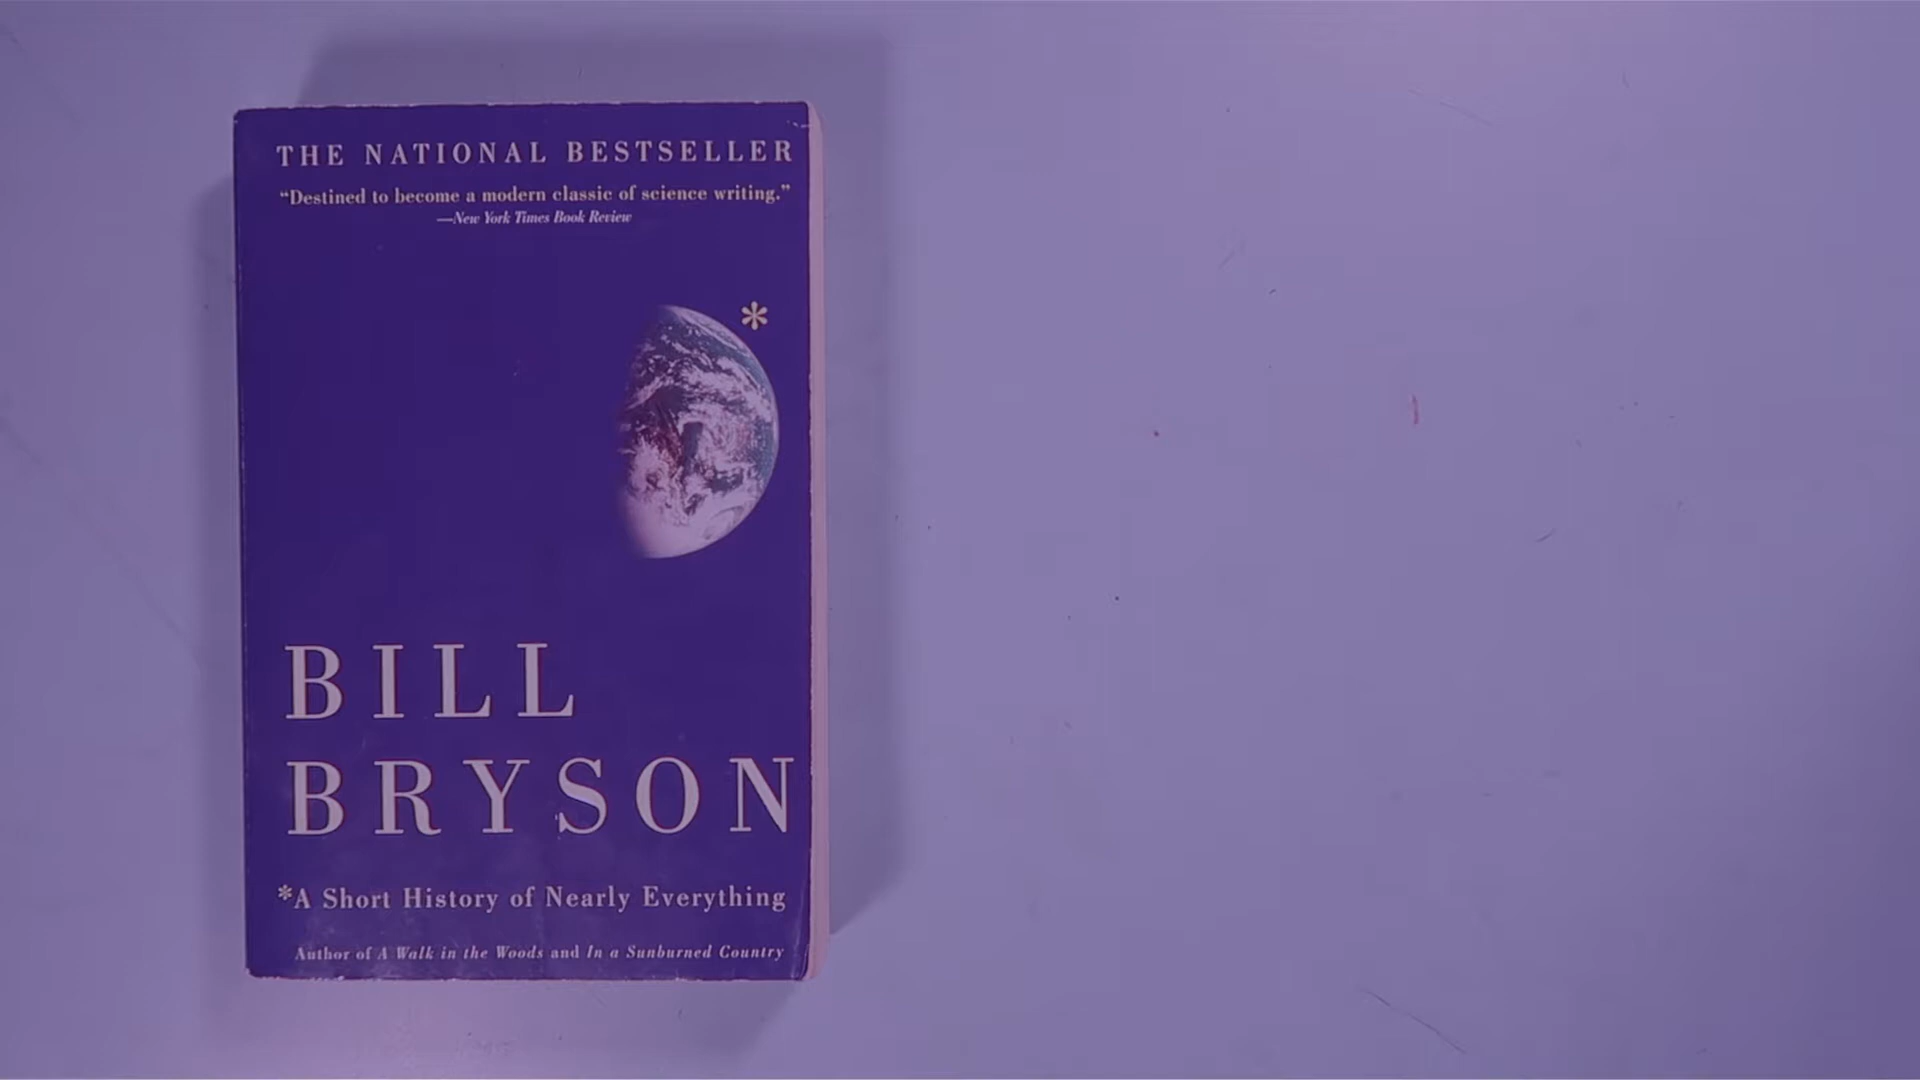 THE NATIONAL BESTSELLER
“Destined to become a modern classic of science writing.”
—New York Times Book Review
*
BILL
BRYSON
*A Short History of Nearly Everything
Author of A Walk in the Woods and In a Sunburned Country